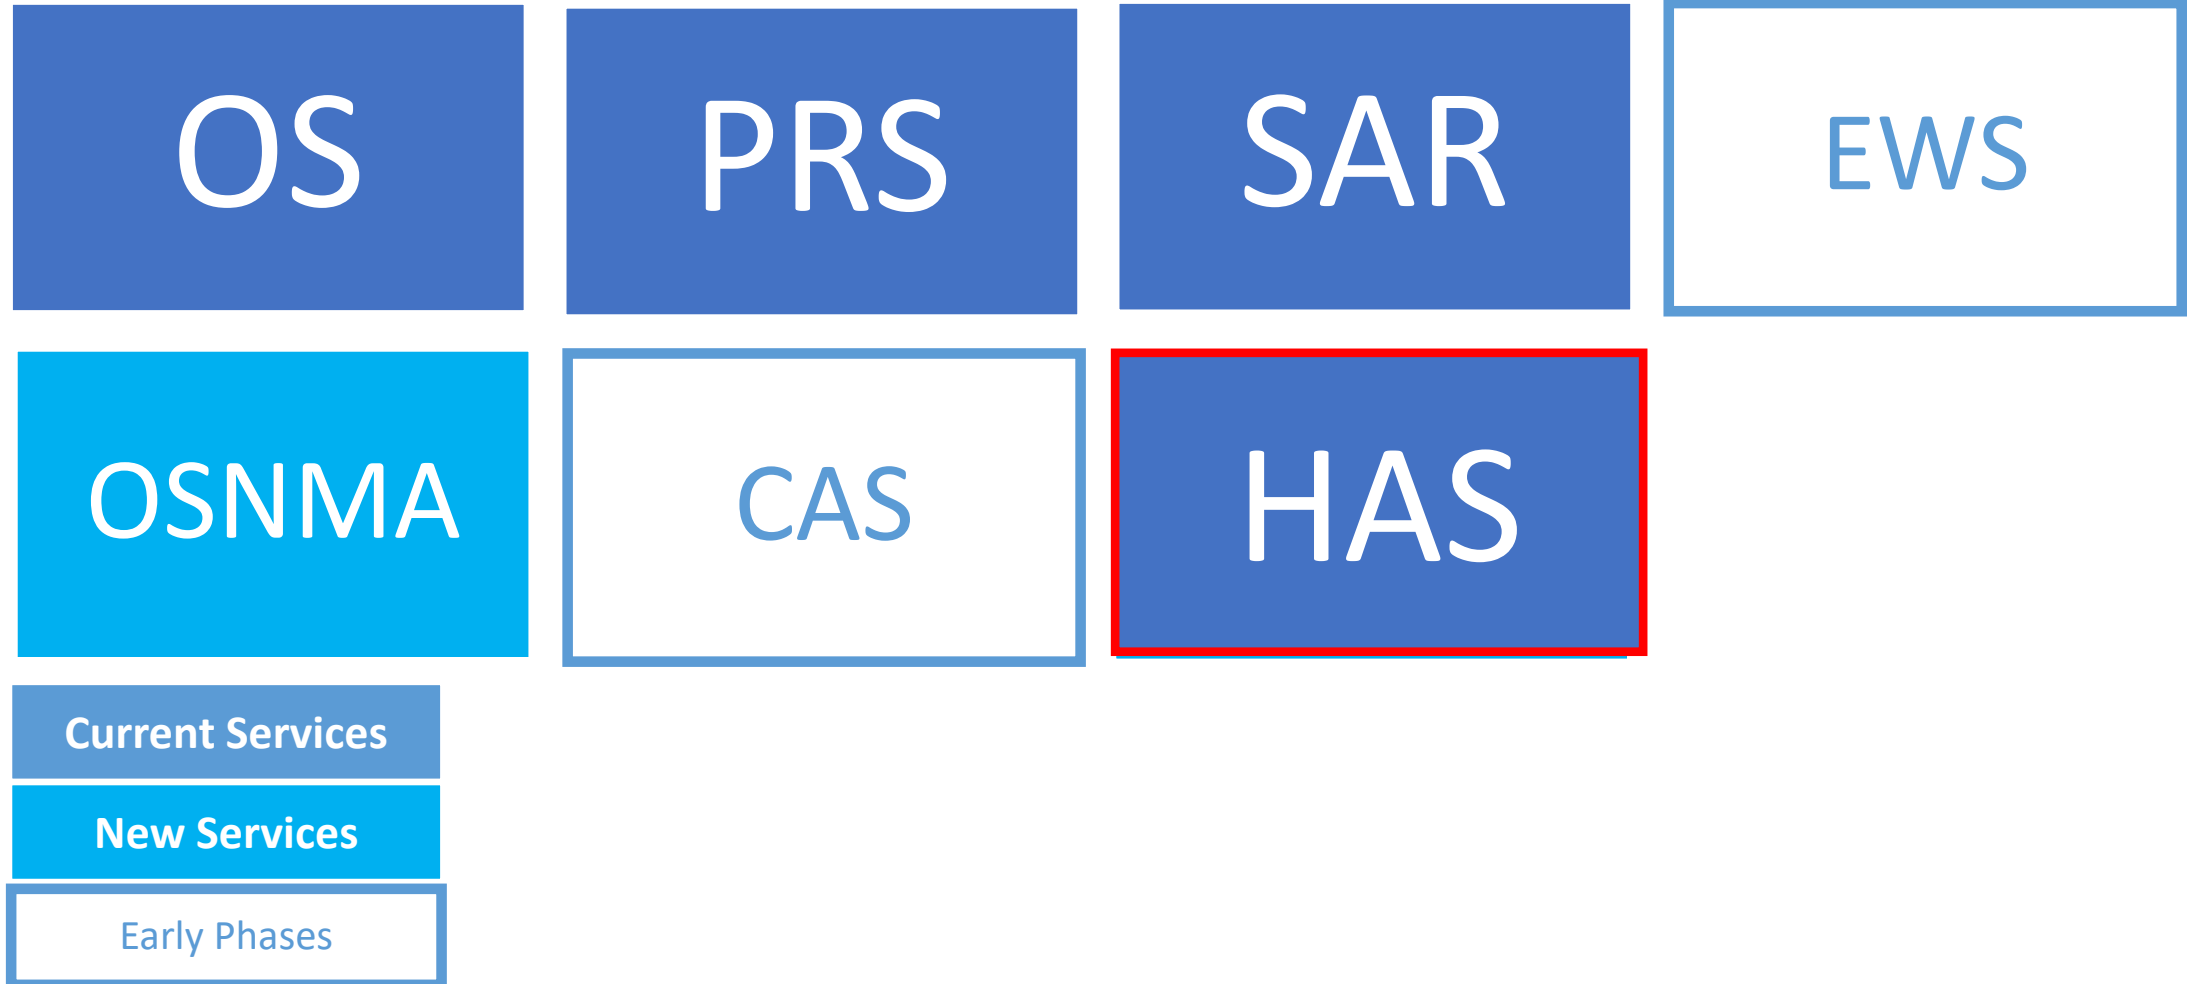 OS
PRS
SAR
EWS
OSNMA
CAS
HAS
Current Services
New Services
Early Phases